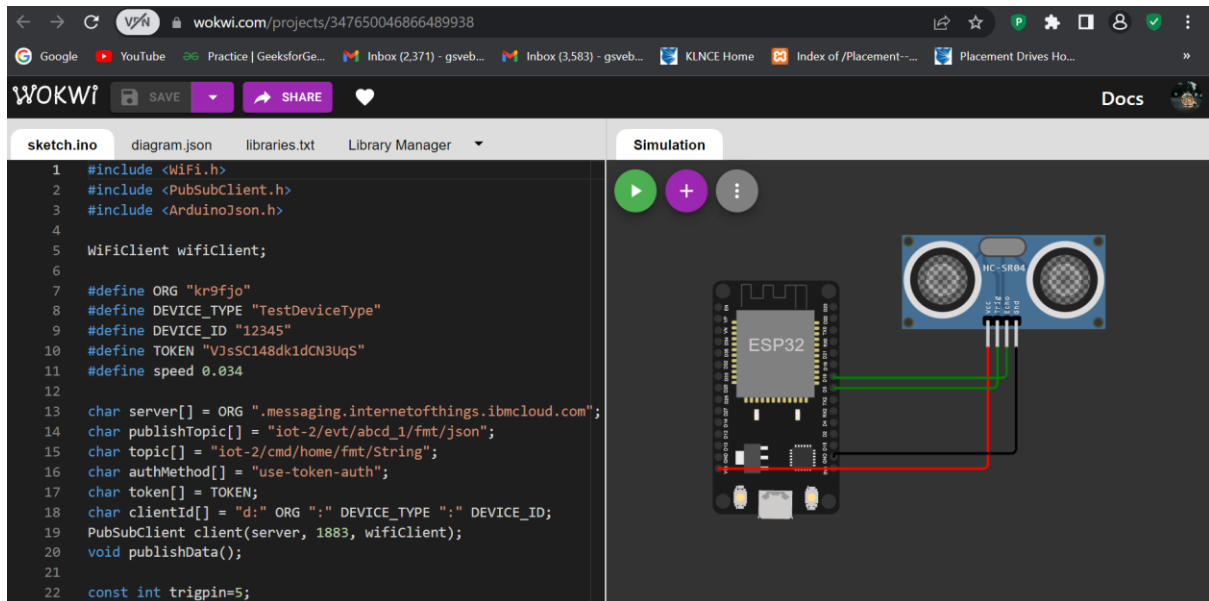 VPN wokwi.com/projects/347650046866489938
Google YouTube Practice | GeeksforGe... Inbox (2,371) - gsveb... Inbox (3,583) - gsveb... KLNCE Home Index of /Placement--... Placement Drives Ho... »
WOKWI SAVE SHARE Docs
sketch.ino diagram.json libraries.txt Library Manager Simulation
1 #include <WiFi.h>
2 #include <PubSubClient.h>
3 #include <ArduinoJson.h>
4
5 WiFiClient wifiClient;
6
7 #define ORG "kr9fjo"
8 #define DEVICE_TYPE "TestDeviceType"
9 #define DEVICE_ID "12345"
10 #define TOKEN "VJsSC148dk1dCN3UqS"
11 #define speed 0.034
12
13 char server[] = ORG ".messaging.internetofthings.ibmcloud.com";
14 char publishTopic[] = "iot-2/evt/abcd_1/fmt/json";
15 char topic[] = "iot-2/cmd/home/fmt/String";
16 char authMethod[] = "use-token-auth";
17 char token[] = TOKEN;
18 char clientId[] = "d:" ORG ":" DEVICE_TYPE ":" DEVICE_ID;
19 PubSubClient client(server, 1883, wifiClient);
20 void publishData();
21
22 const int trigpin=5;
HC-SR04
Vcc
Trig
Echo
Gnd
ESP32